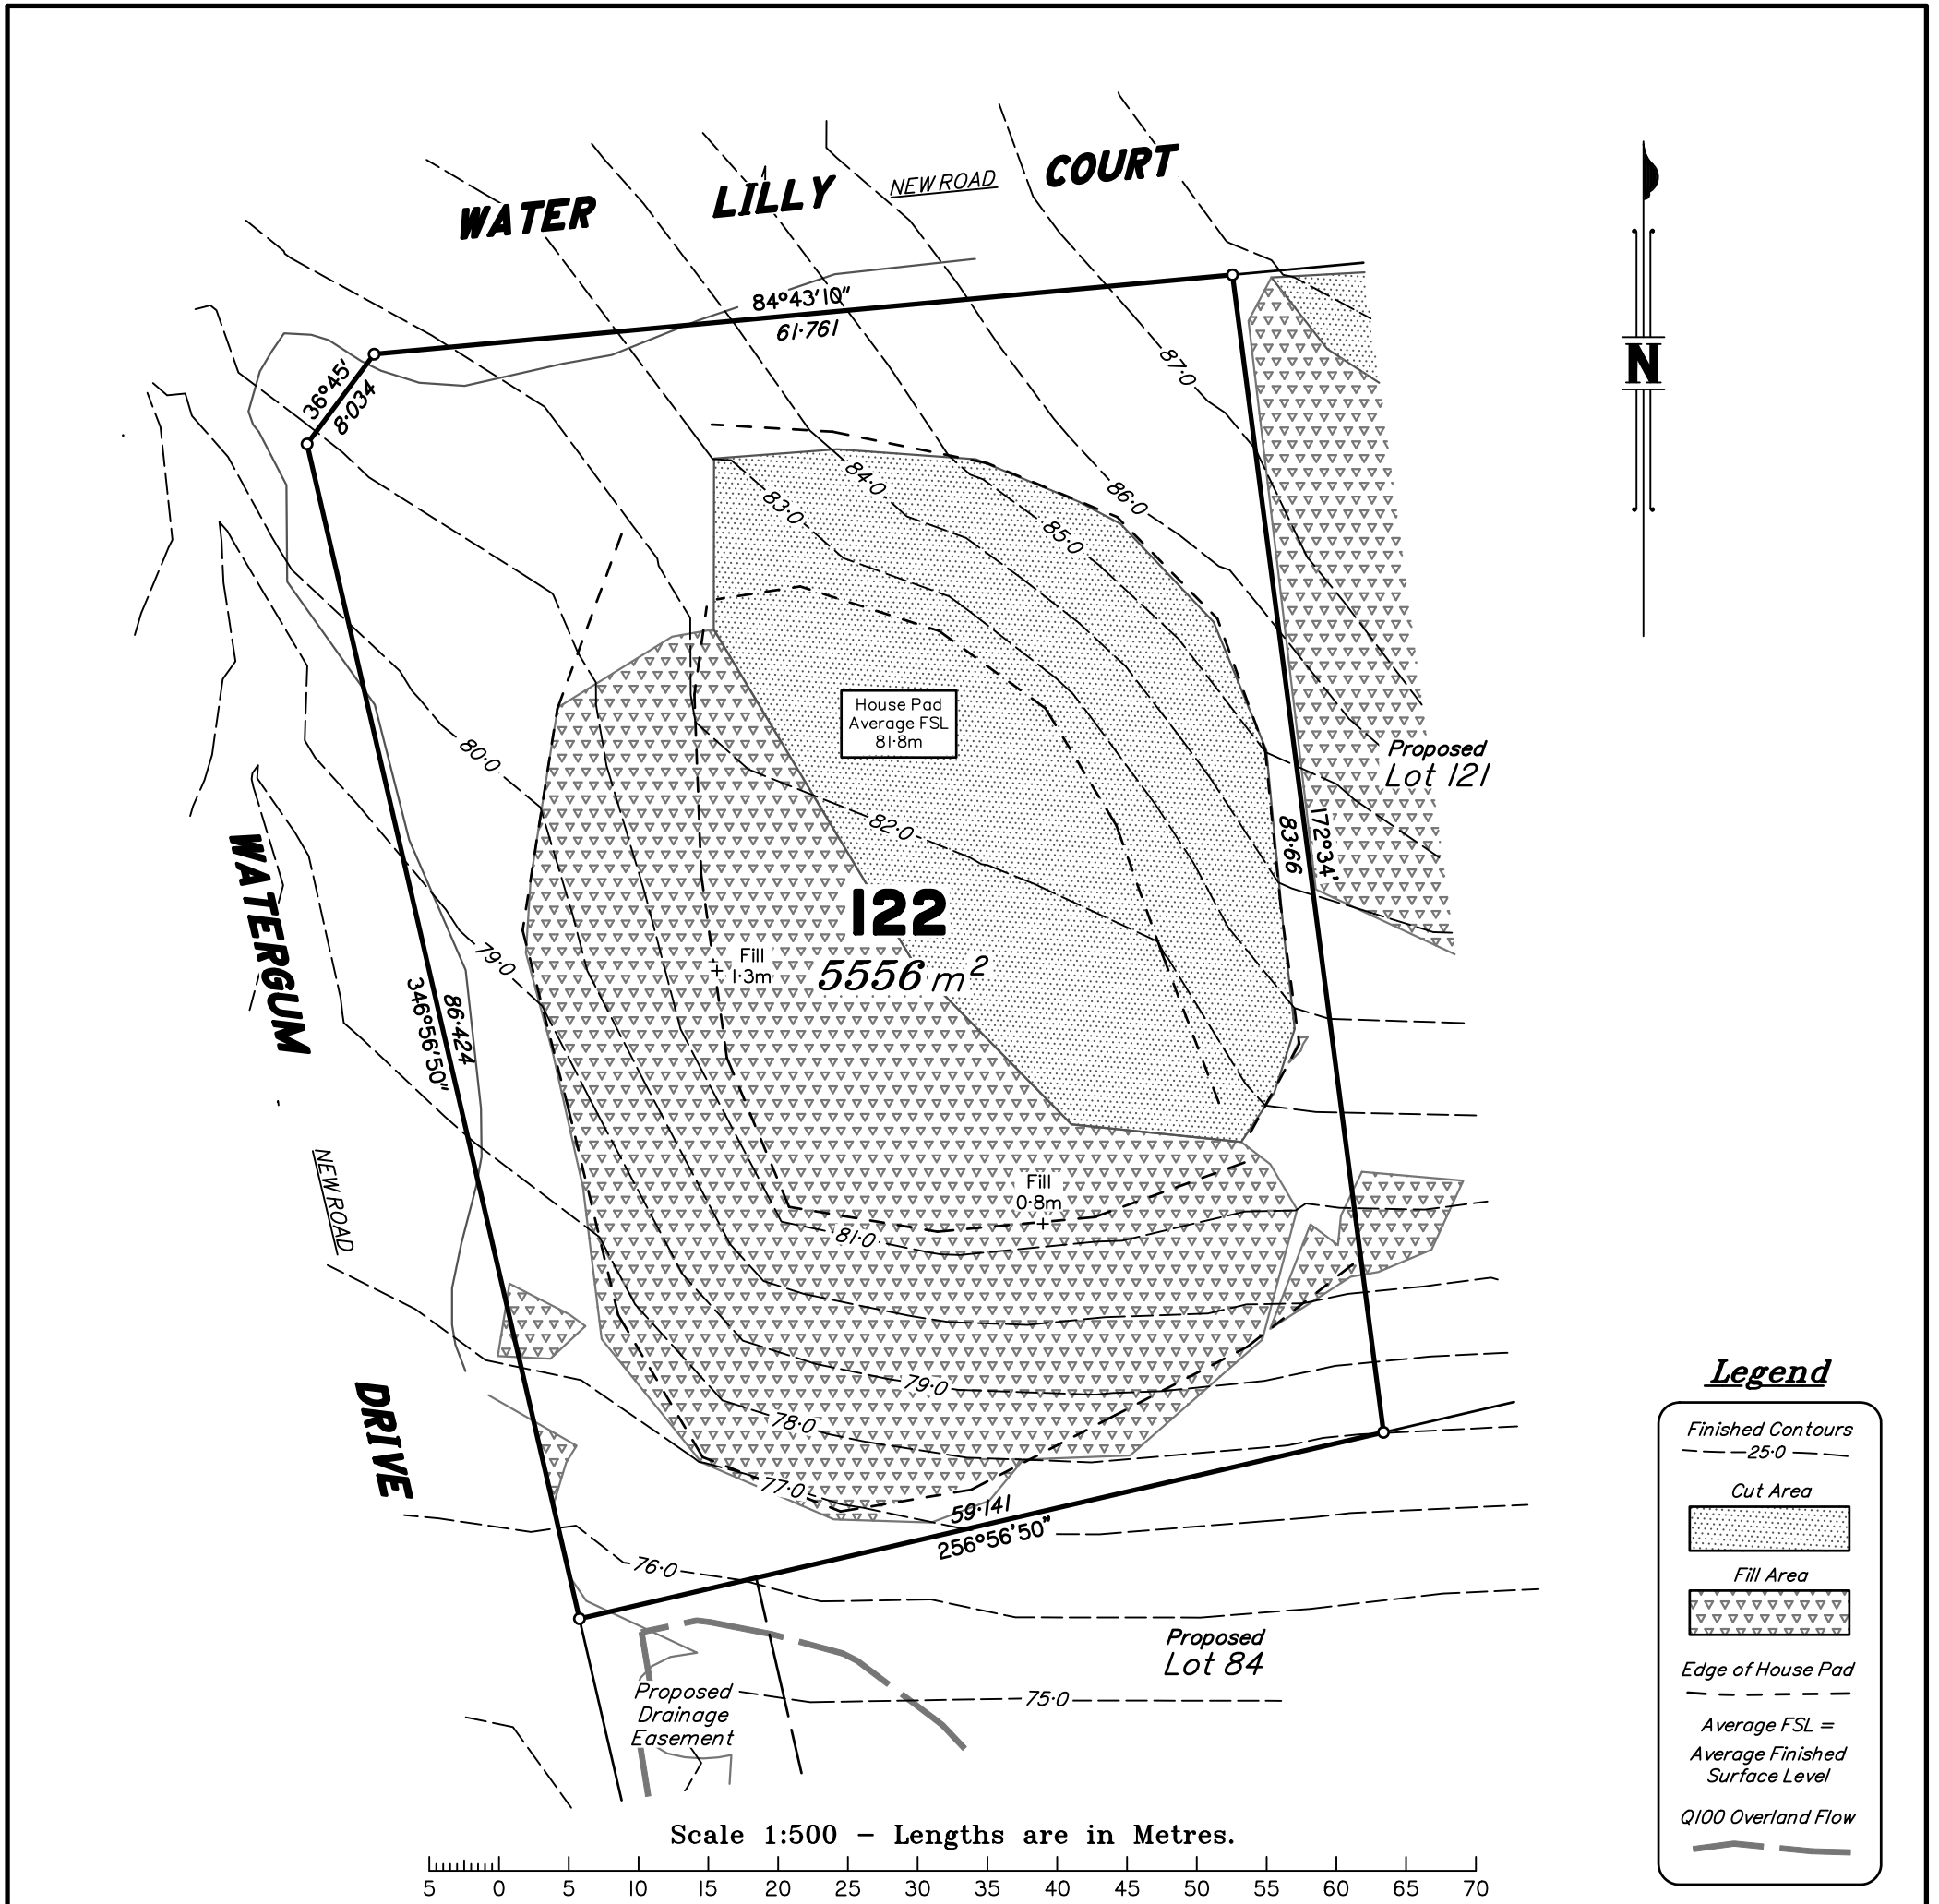 WATER LILLY COURT
NEW ROAD
84°43'10"
61·761
36°45'
8·034
N
87·0
86·0
85·0
84·0
83·0
House Pad
Average FSL
81·8m
80·0
82·0
Proposed
Lot 121
172°34'
83·66
WATERGUM DRIVE
NEW ROAD
122
5556 m²
Fill
1·3m
79·0
86·424
346°56'50"
Fill
0·8m
81·0
79·0
78·0
77·0
59·141
256°56'50"
76·0
Proposed
Lot 84
Proposed
Drainage
Easement
75·0
Legend
Finished Contours
25·0
Cut Area
Fill Area
Edge of House Pad
Average FSL =
Average Finished
Surface Level
Q100 Overland Flow
Scale 1:500 – Lengths are in Metres.
5 0 5 10 15 20 25 30 35 40 45 50 55 60 65 70